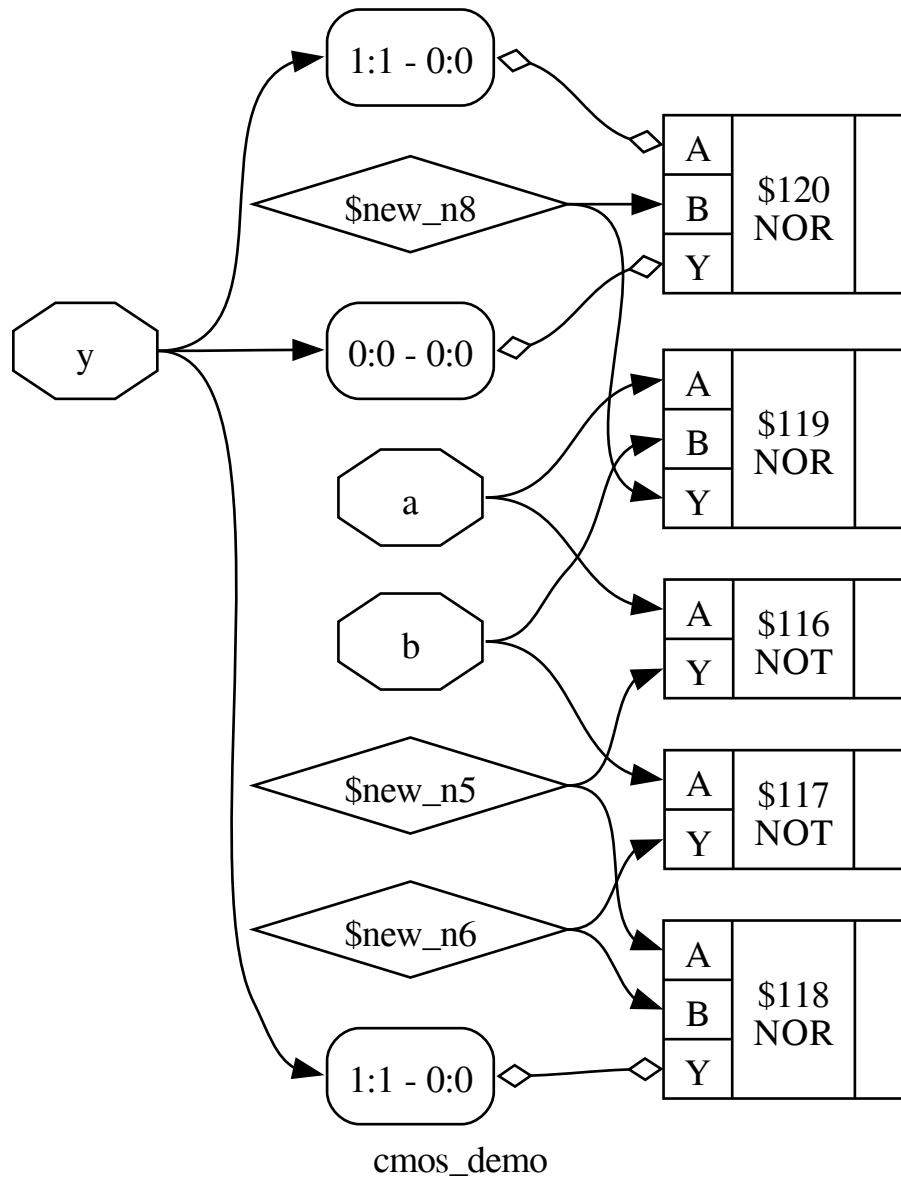 1:1 - 0:0
A
$120
NOR
B
Y
$new_n8
y
0:0 - 0:0
A
$119
NOR
B
Y
a
A
$116
NOT
Y
b
$new_n5
A
$117
NOT
Y
$new_n6
A
$118
NOR
B
Y
1:1 - 0:0
cmos_demo